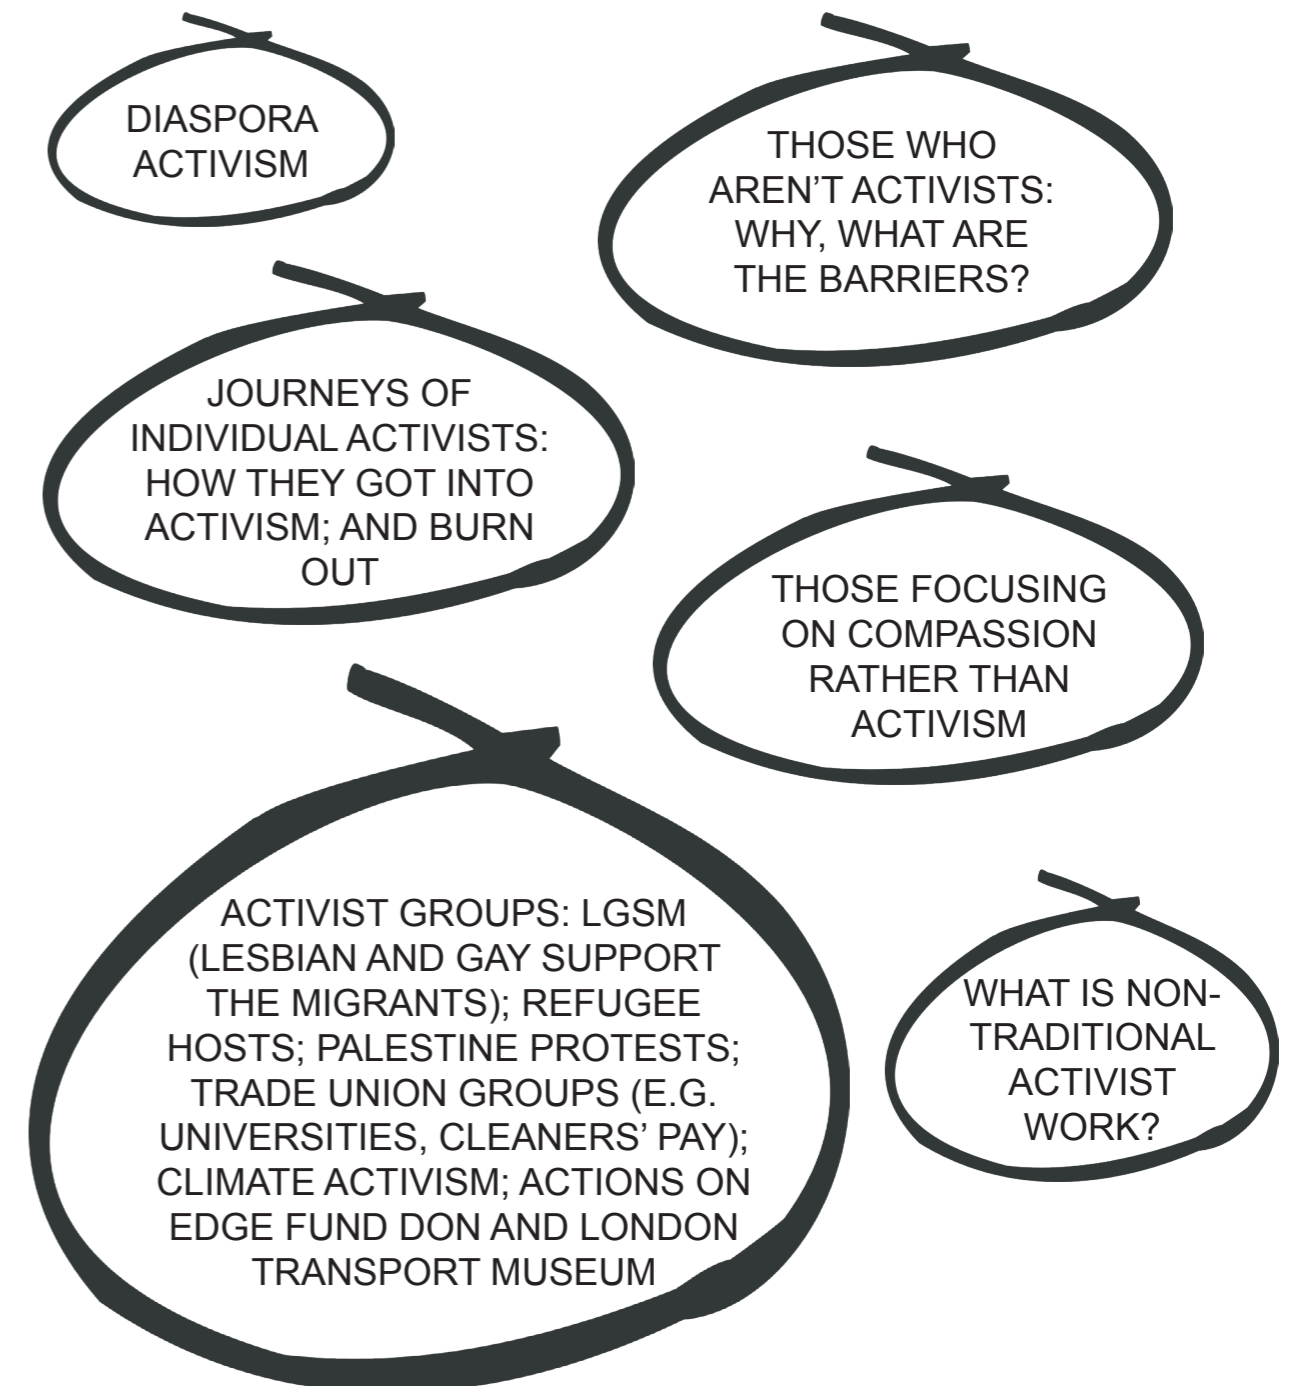 DIASPORA
ACTIVISM
THOSE WHO
AREN'T ACTIVISTS:
WHY, WHAT ARE
THE BARRIERS?
JOURNEYS OF
INDIVIDUAL ACTIVISTS:
HOW THEY GOT INTO
ACTIVISM; AND BURN
OUT
THOSE FOCUSING
ON COMPASSION
RATHER THAN
ACTIVISM
ACTIVIST GROUPS: LGSM
(LESBIAN AND GAY SUPPORT
THE MIGRANTS); REFUGEE
HOSTS; PALESTINE PROTESTS;
TRADE UNION GROUPS (E.G.
UNIVERSITIES, CLEANERS' PAY);
CLIMATE ACTIVISM; ACTIONS ON
EDGE FUND DON AND LONDON
TRANSPORT MUSEUM
WHAT IS NON-
TRADITIONAL
ACTIVIST
WORK?